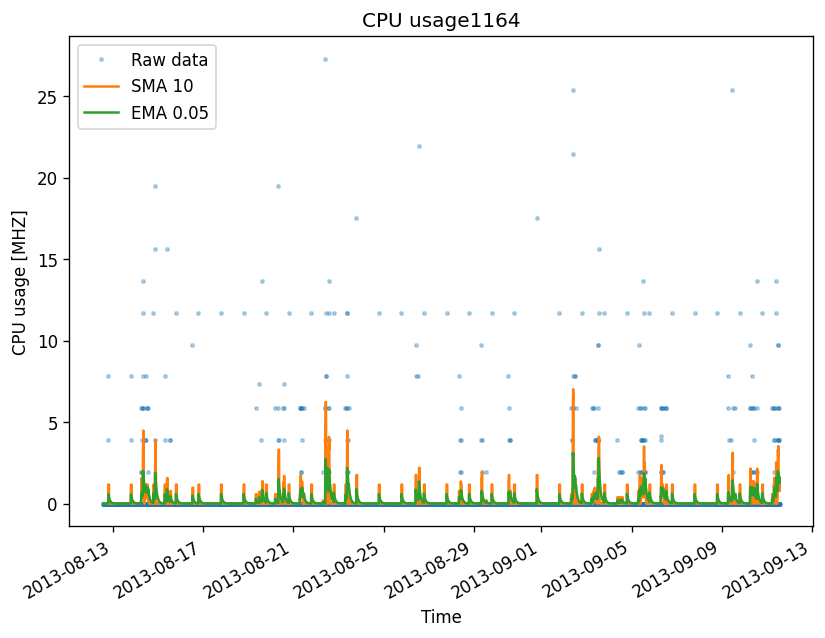 CPU usage1164
Raw data
SMA 10
EMA 0.05
25
20
15
10
5
0
CPU usage [MHZ]
2013-08-13
2013-08-17
2013-08-21
2013-08-25
2013-08-29
2013-09-01
2013-09-05
2013-09-09
2013-09-13
Time